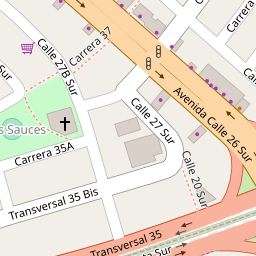 Carrera 37
Calle 27B Sur
Avenida Calle 26 Sur
Calle 27 Sur
Sauces
Carrera 35A
Calle 20 Sur
Transversal 35 Bis
Transversal 35
Sur